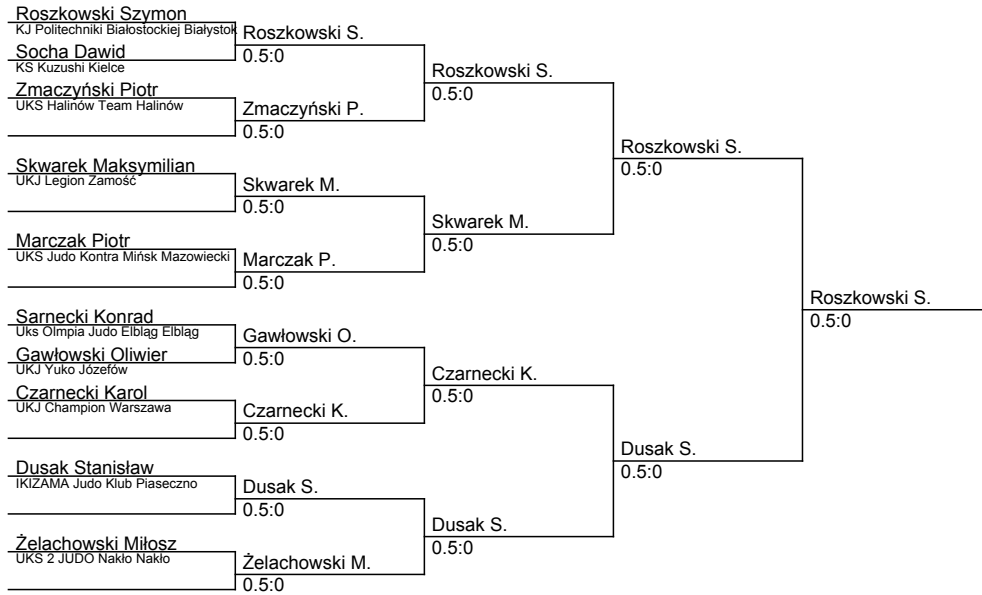 Roszkowski Szymon
KJ Politechniki Białostockiej Białystok
Socha Dawid
KS Kuzushi Kielce
Zmaczyński Piotr
UKS Halinów Team Halinów
Skwarek Maksymilian
UKJ Legion Zamość
Marczak Piotr
UKS Judo Kontra Mińsk Mazowiecki
Sarnecki Konrad
Uks Olmpia Judo Elbląg Elbląg
Gawłowski Oliwier
UKJ Yuko Józefów
Czarnecki Karol
UKJ Champion Warszawa
Dusak Stanisław
IKIZAMA Judo Klub Piaseczno
Żelachowski Miłosz
UKS 2 JUDO Nakło Nakło
Roszkowski S.
0.5:0
Zmaczyński P.
0.5:0
Skwarek M.
0.5:0
Marczak P.
0.5:0
Gawłowski O.
0.5:0
Czarnecki K.
0.5:0
Dusak S.
0.5:0
Żelachowski M.
0.5:0
Roszkowski S.
0.5:0
Skwarek M.
0.5:0
Czarnecki K.
0.5:0
Dusak S.
0.5:0
Roszkowski S.
0.5:0
Dusak S.
0.5:0
Roszkowski S.
0.5:0